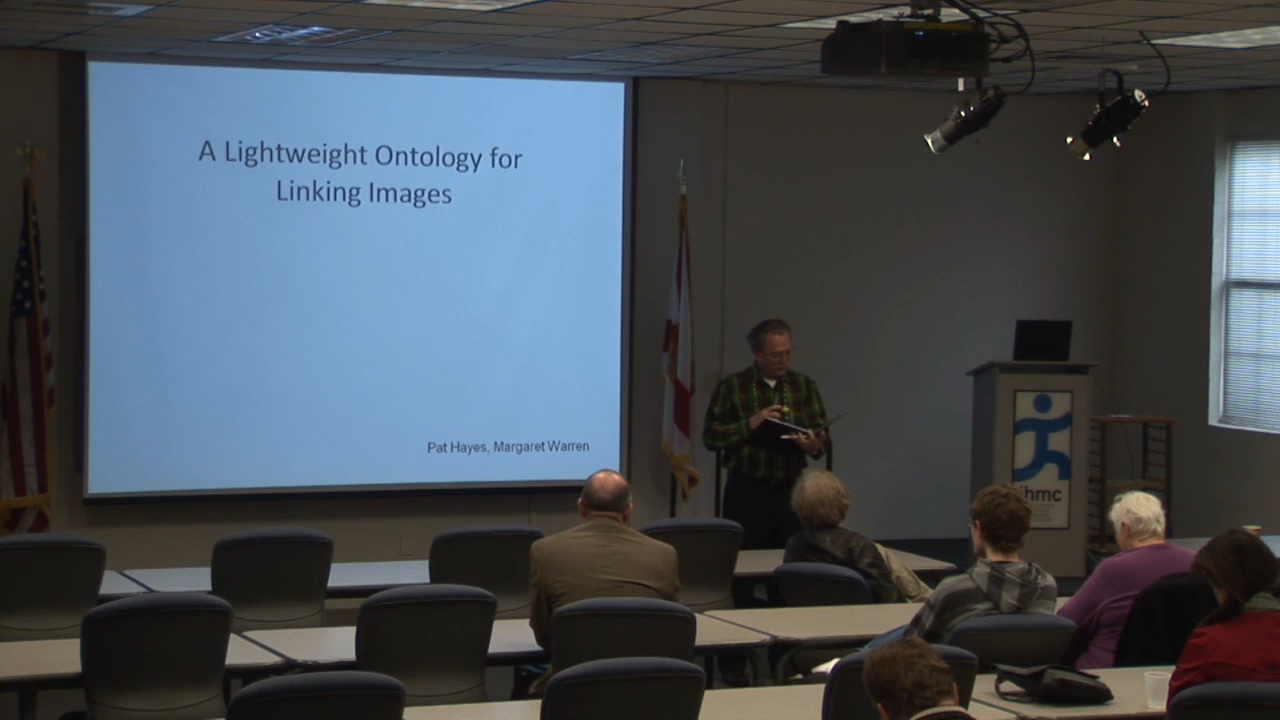 A Lightweight Ontology for
Linking Images
Pat Hayes, Margaret Warren
ihmc